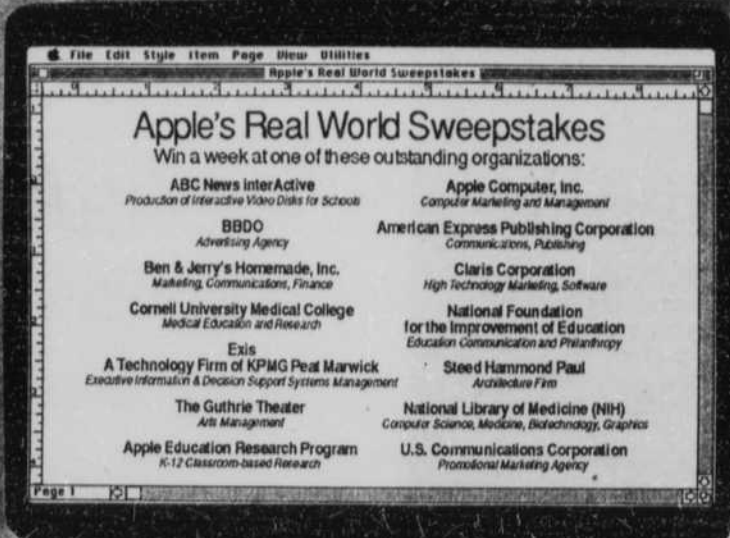 File Edit Style Item Page View Utilities
Apple's Real World Sweepstakes
Apple's Real World Sweepstakes
Win a week at one of these outstanding organizations:
ABC News InterActive
Production of Interactive Video Disks for Schools
BBDO
Advertising Agency
Ben & Jerry's Homemade, Inc.
Marketing, Communications, Finance
Cornell University Medical College
Medical Education and Research
Exis
A Technology Firm of KPMG Peat Marwick
Executive Information & Decision Support Systems Management
The Guthrie Theater
Arts Management
Apple Education Research Program
K-12 Classroom-based Research
Apple Computer, Inc.
Computer Marketing and Management
American Express Publishing Corporation
Communications, Publishing
Claris Corporation
High Technology Marketing, Software
National Foundation
for the Improvement of Education
Education Communication and Philanthropy
Steed Hammond Paul
Architecture Firm
National Library of Medicine (NIH)
Computer Science, Medicine, Biotechnology, Graphics
U.S. Communications Corporation
Promotional Marketing Agency
Page 1